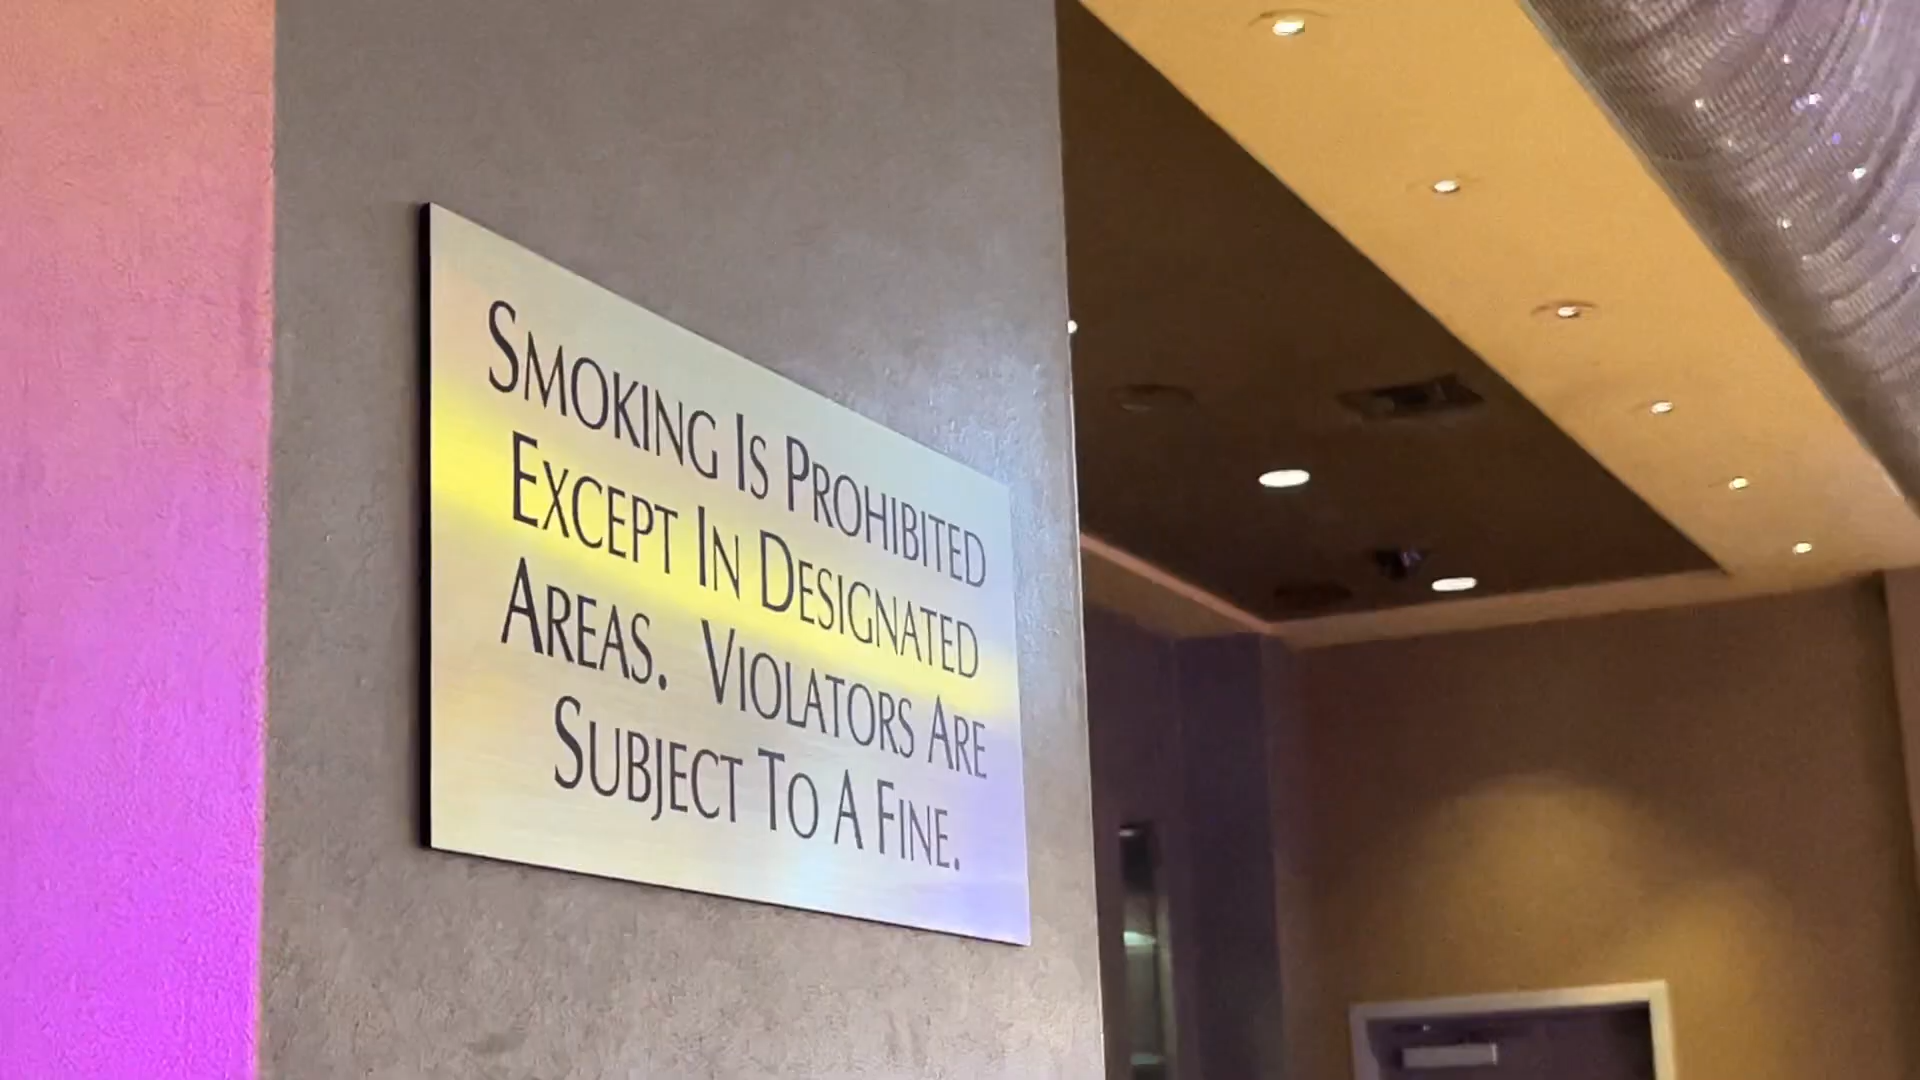 Smoking Is Prohibited
Except In Designated
Areas. Violators Are
Subject To A Fine.